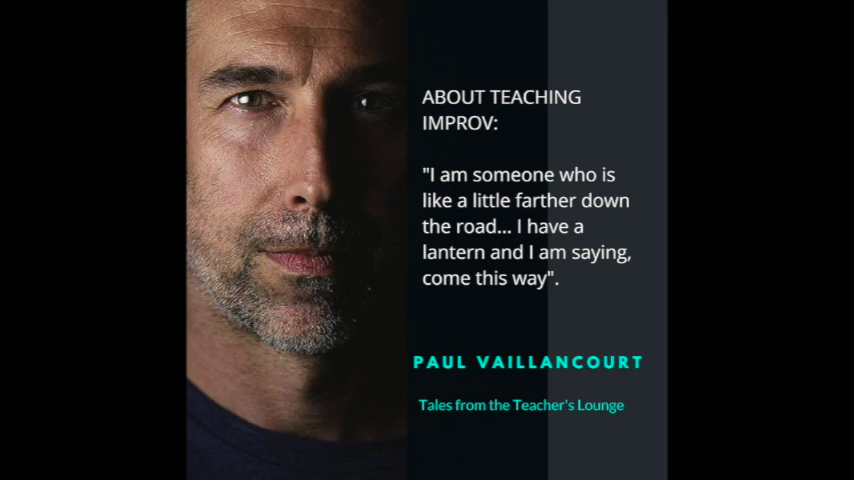 ABOUT TEACHING
IMPROV:
"I am someone who is
like a little farther down
the road... I have a
lantern and I am saying,
come this way".
PAUL VAILLANCOURT
Tales from the Teacher's Lounge